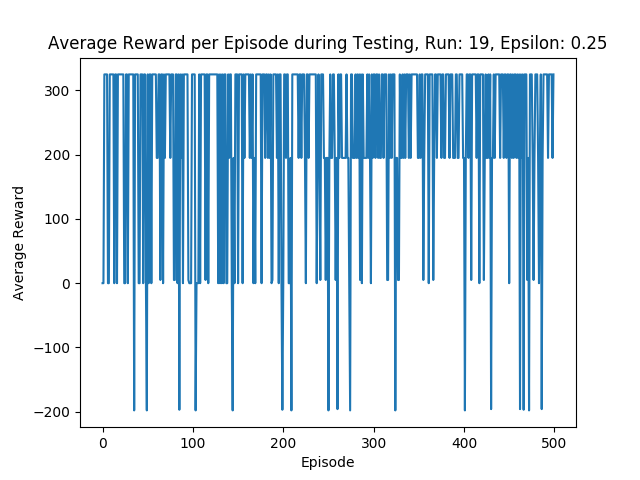 Average Reward per Episode during Testing, Run: 19, Epsilon: 0.25
300
200
100
0
−100
−200
Average Reward
0 100 200 300 400 500
Episode